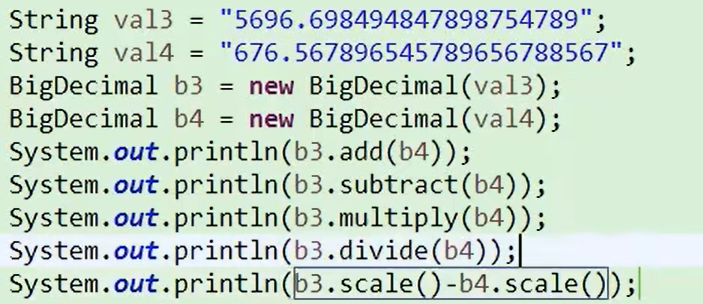 String val3 = "5696.698494847898754789";
String val4 = "676.567896545789656788567";
BigDecimal b3 = new BigDecimal(val3);
BigDecimal b4 = new BigDecimal(val4);
System.out.println(b3.add(b4));
System.out.println(b3.subtract(b4));
System.out.println(b3.multiply(b4));
System.out.println(b3.divide(b4));
System.out.println(b3.scale()-b4.scale());